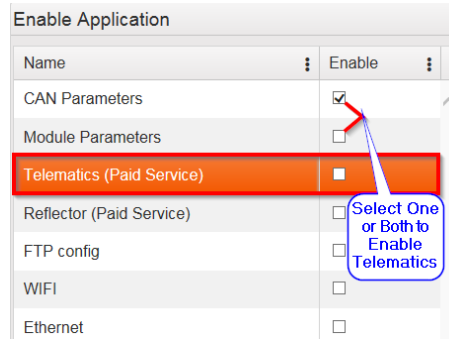 Enable Application
Name Enable
CAN Parameters
Module Parameters
Telematics (Paid Service)
Reflector (Paid Service)
Select One
or Both to
Enable
Telematics
FTP config
WIFI
Ethernet